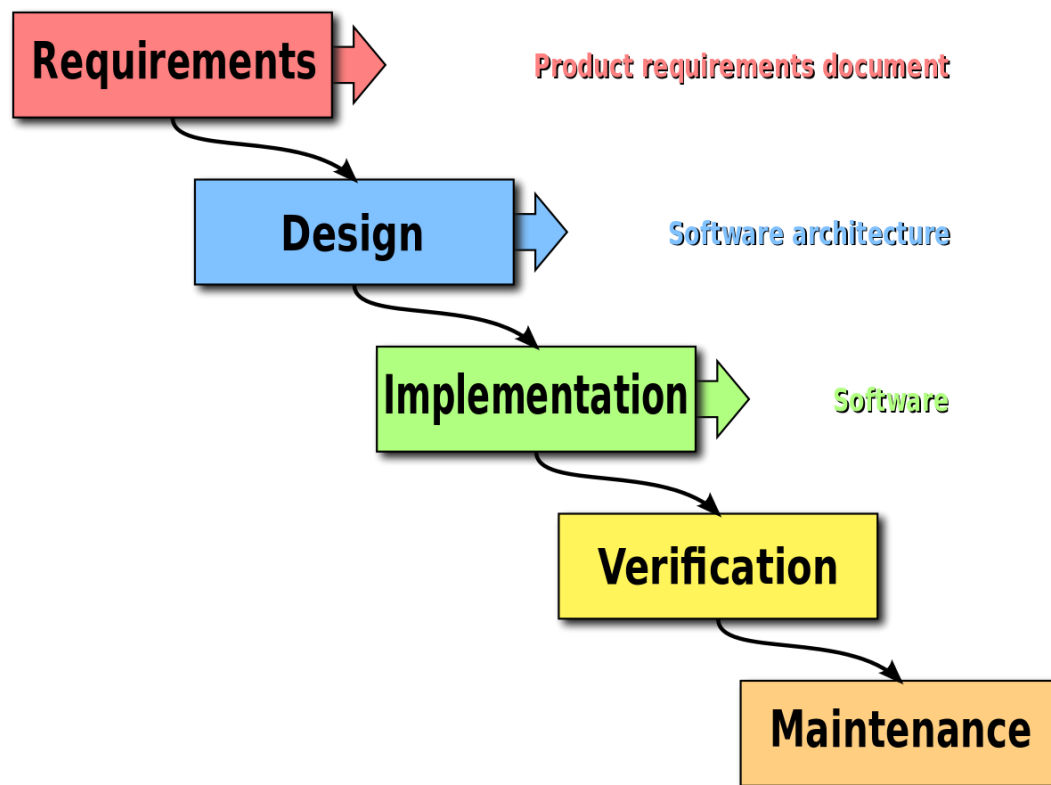 Requirements
Product requirements document
Design
Software architecture
Implementation
Software
Verification
Maintenance